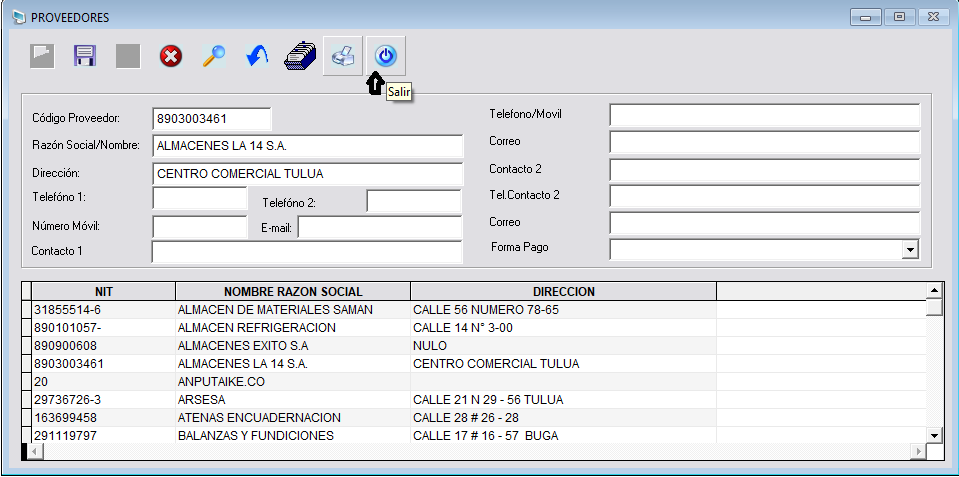 PROVEEDORES
Salir
Código Proveedor: 8903003461
Razón Social/Nombre: ALMACENES LA 14 S.A.
Dirección: CENTRO COMERCIAL TULUA
Telefóno 1: Telefóno 2:
Número Móvil: E-mail:
Contacto 1
Telefono/Movil
Correo
Contacto 2
Tel.Contacto 2
Correo
Forma Pago
NIT NOMBRE RAZON SOCIAL DIRECCION
31855514-6 ALMACEN DE MATERIALES SAMAN CALLE 56 NUMERO 78-65
890101057- ALMACEN REFRIGERACION CALLE 14 N° 3-00
890900608 ALMACENES EXITO S.A NULO
8903003461 ALMACENES LA 14 S.A. CENTRO COMERCIAL TULUA
20 ANPUTAIKE.CO
29736726-3 ARSESA CALLE 21 N 29 - 56 TULUA
163699458 ATENAS ENCUADERNACION CALLE 28 # 26 - 28
291119797 BALANZAS Y FUNDICIONES CALLE 17 # 16 - 57 BUGA